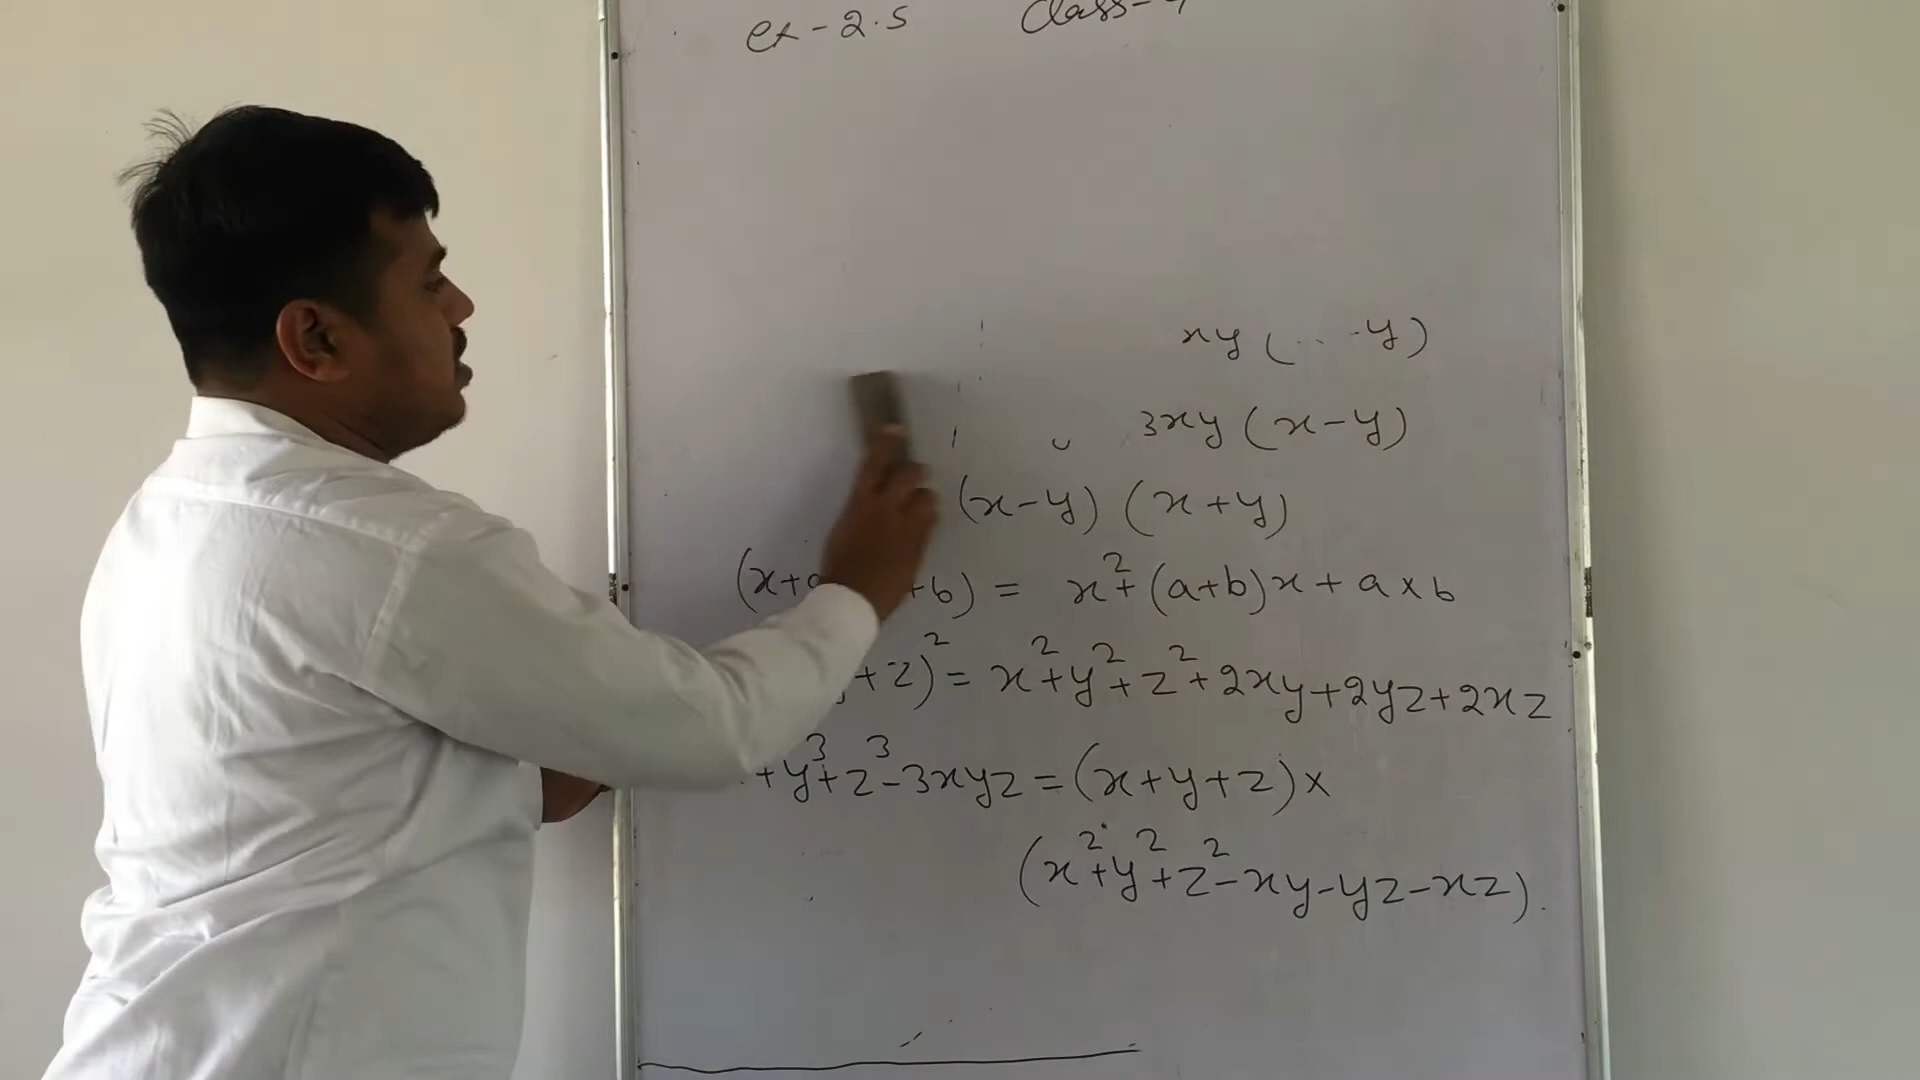 ex-2.5 Class-9
xy ( -y)
3xy (x-y)
(x-y) (x+y)
(x+a +b) = x²+(a+b)x+a×b
+z)² = x²+y²+z²+2xy+2yz+2xz
+y³+z³-3xyz=(x+y+z)×
(x²+y²+z²-xy-yz-xz).